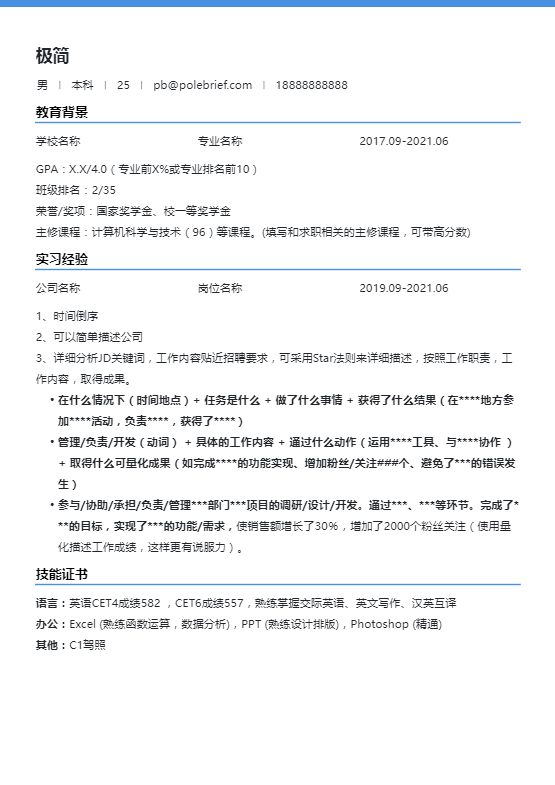 极简
男 | 本科 | 25 | pb@polebrief.com | 18888888888
教育背景
学校名称 专业名称 2017.09-2021.06
GPA：X.X/4.0（专业前X%或专业排名前10）
班级排名：2/35
荣誉/奖项：国家奖学金、校一等奖学金
主修课程：计算机科学与技术（96）等课程。(填写和求职相关的主修课程，可带高分数)
实习经验
公司名称 岗位名称 2019.09-2021.06
1、时间倒序
2、可以简单描述公司
3、详细分析JD关键词，工作内容贴近招聘要求，可采用Star法则来详细描述，按照工作职责，工
作内容，取得成果。
• 在什么情况下（时间地点）+ 任务是什么 + 做了什么事情 + 获得了什么结果（在****地方参
加****活动，负责****，获得了****）
• 管理/负责/开发（动词） + 具体的工作内容 + 通过什么动作（运用****工具、与****协作 ）
+ 取得什么可量化成果（如完成****的功能实现、增加粉丝/关注###个、避免了***的错误发
生）
• 参与/协助/承担/负责/管理***部门***项目的调研/设计/开发。通过***、***等环节。完成了*
**的目标，实现了***的功能/需求，使销售额增长了30%，增加了2000个粉丝关注（使用量
化描述工作成绩，这样更有说服力）。
技能证书
语言：英语CET4成绩582 ，CET6成绩557，熟练掌握交际英语、英文写作、汉英互译
办公：Excel (熟练函数运算，数据分析)，PPT (熟练设计排版)，Photoshop (精通)
其他：C1驾照